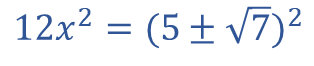 12x² = (5 ± √7)²